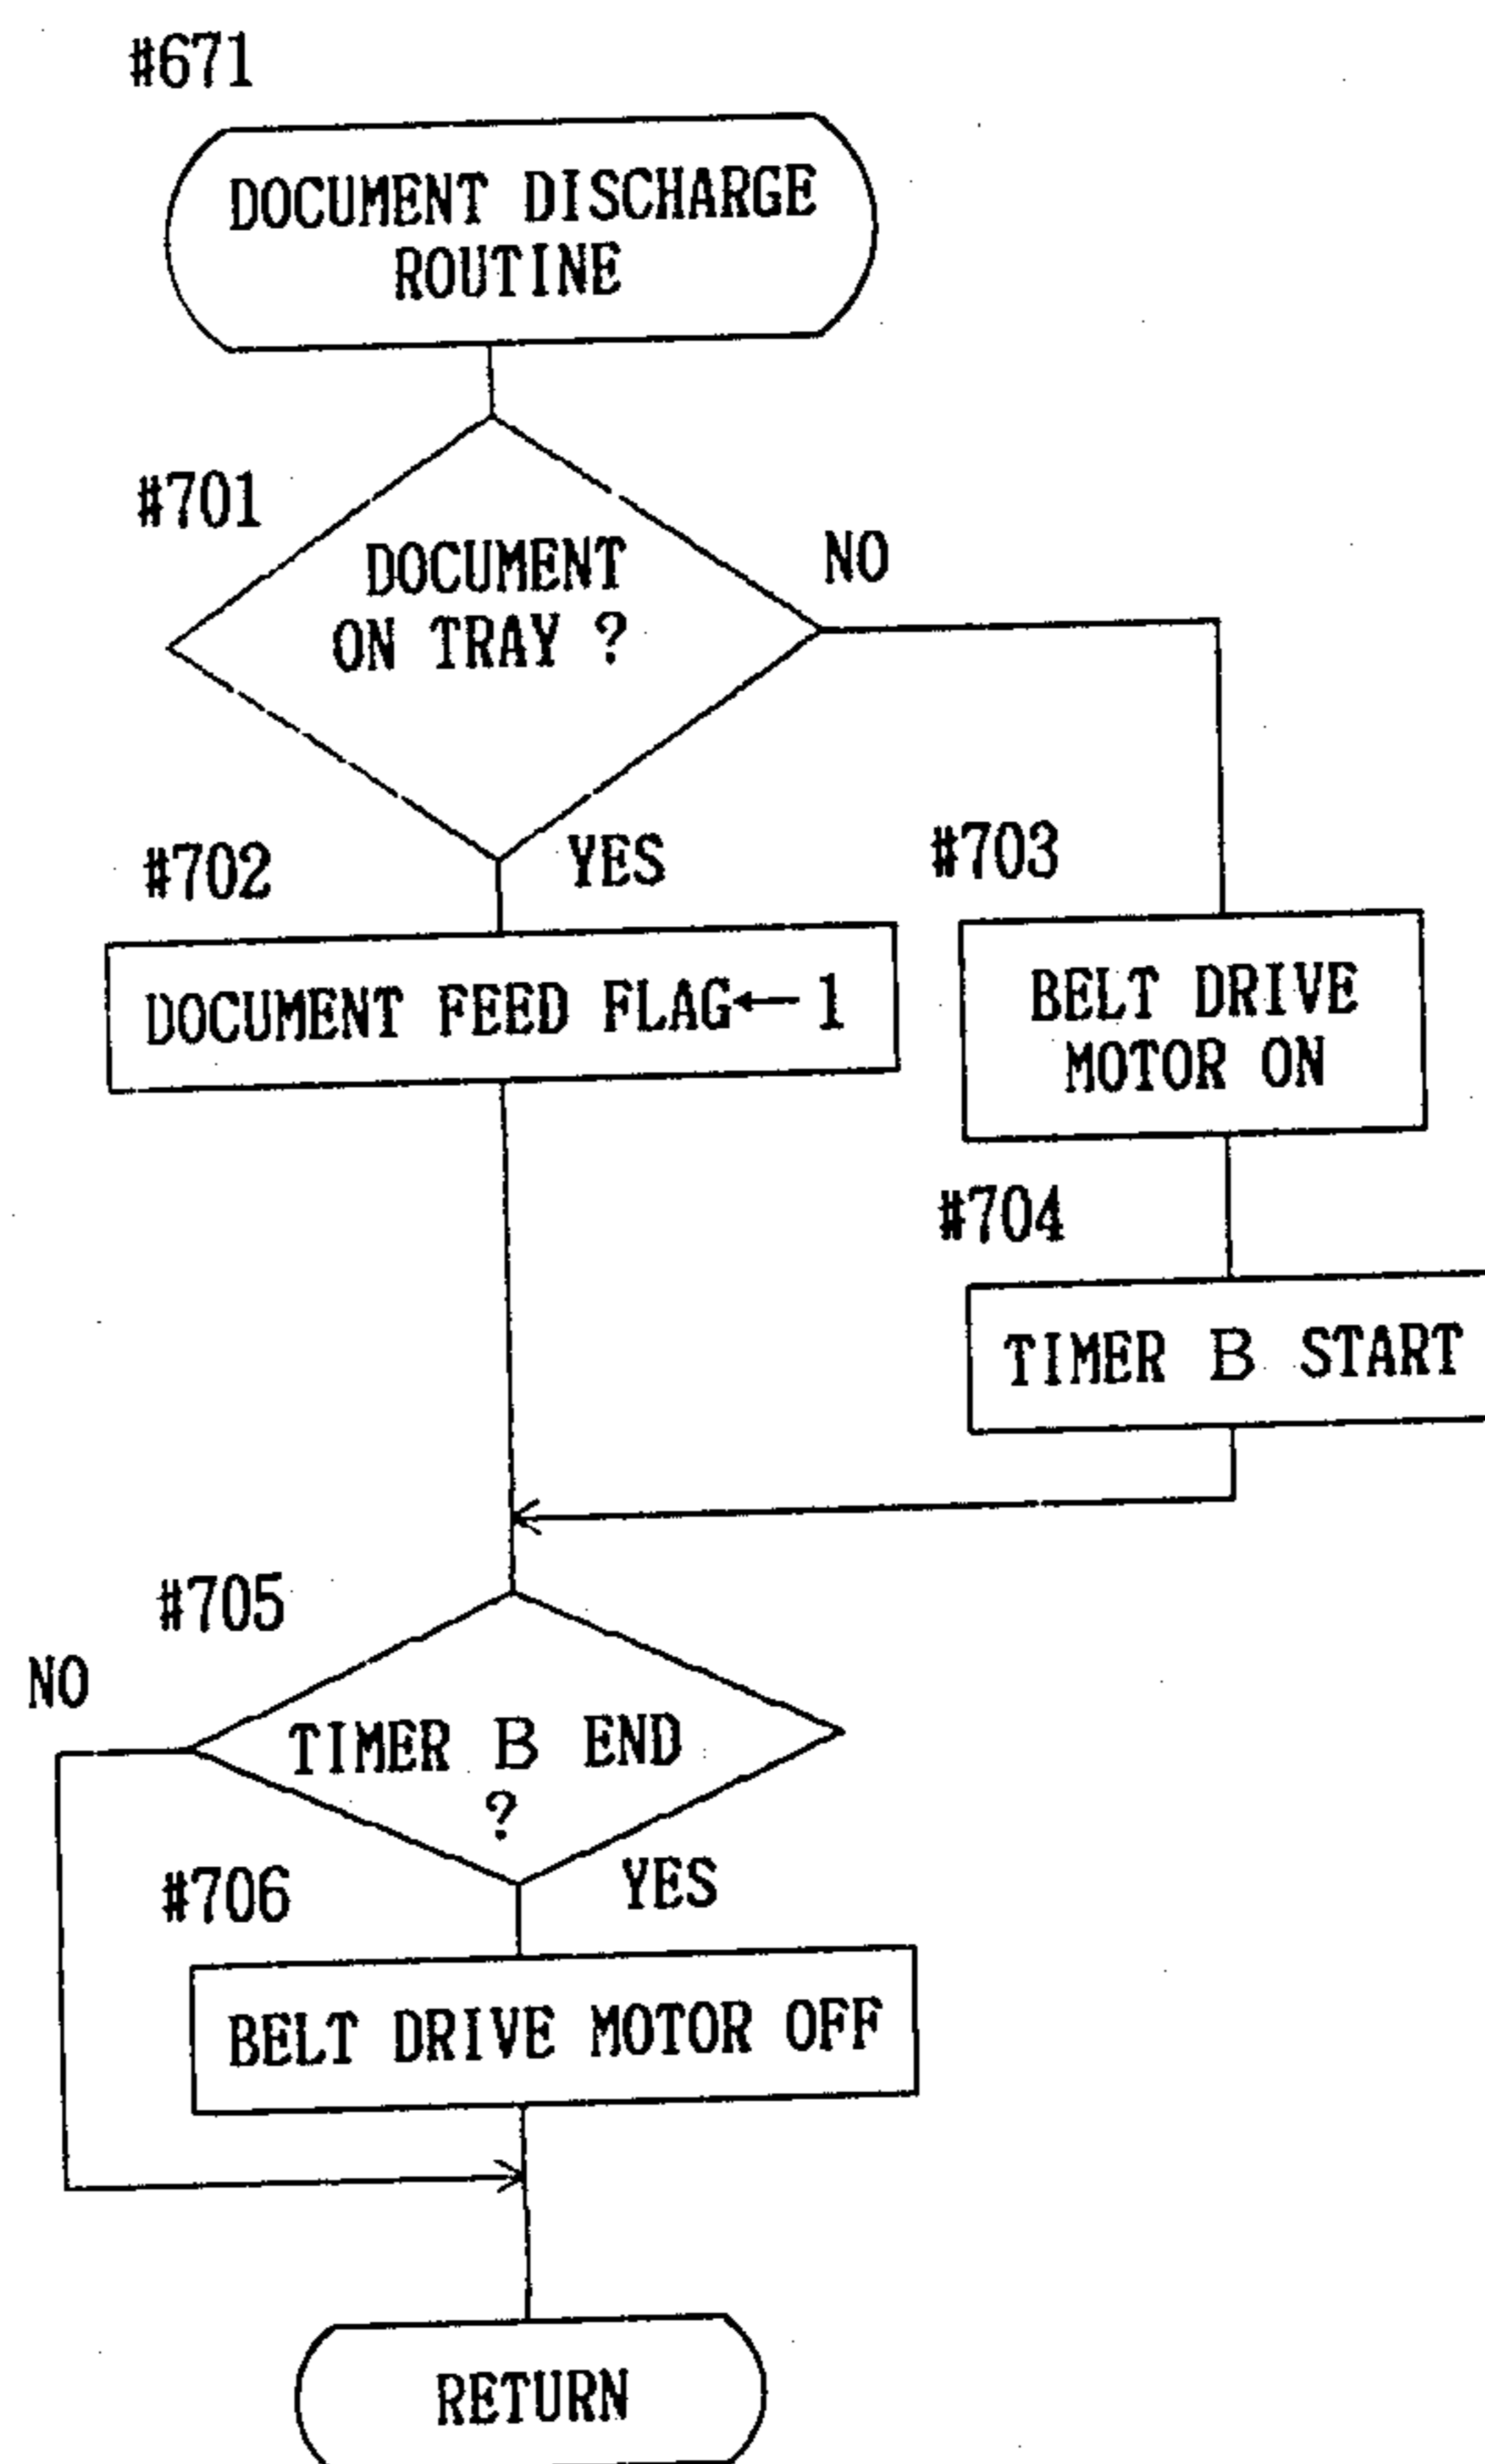 #671
DOCUMENT DISCHARGE
ROUTINE
#701
DOCUMENT
ON TRAY ?
NO
YES
#702
DOCUMENT FEED FLAG← 1
#703
BELT DRIVE
MOTOR ON
#704
TIMER B START
#705
NO
TIMER B END
?
YES
#706
BELT DRIVE MOTOR OFF
RETURN